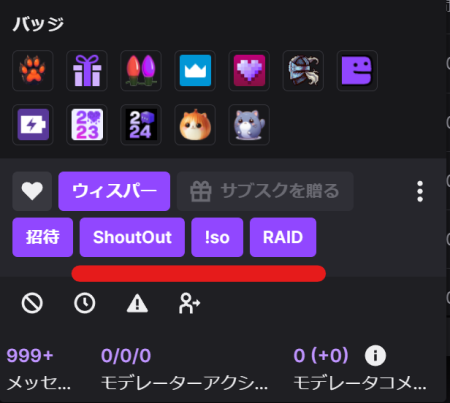 バッジ
2023
2024
ウィスパー サブスクを贈る
招待 ShoutOut !so RAID
999+ 0/0/0 0 (+0)
メッセ... モデレーターアクシ... モデレータコメ...